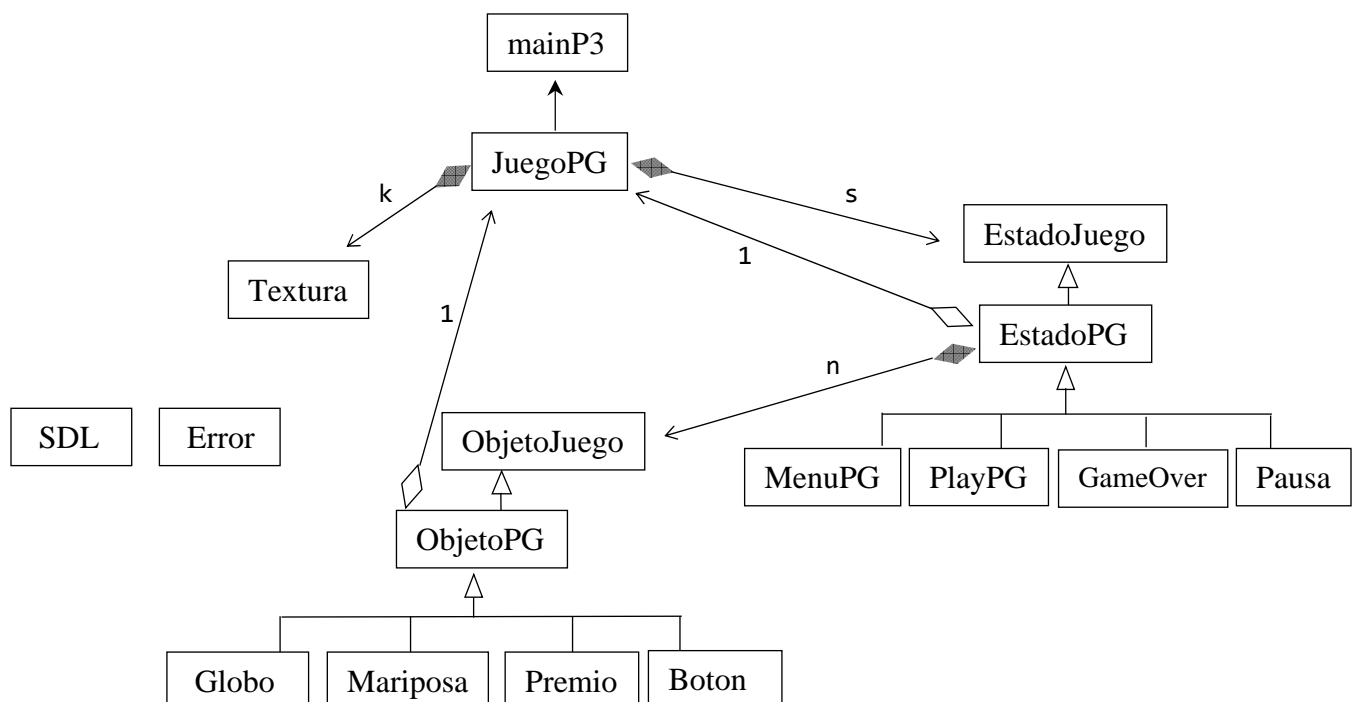 mainP3
JuegoPG
k
s
EstadoJuego
1
Textura
1
EstadoPG
n
SDL
Error
ObjetoJuego
MenuPG
PlayPG
GameOver
Pausa
ObjetoPG
Globo
Mariposa
Premio
Boton